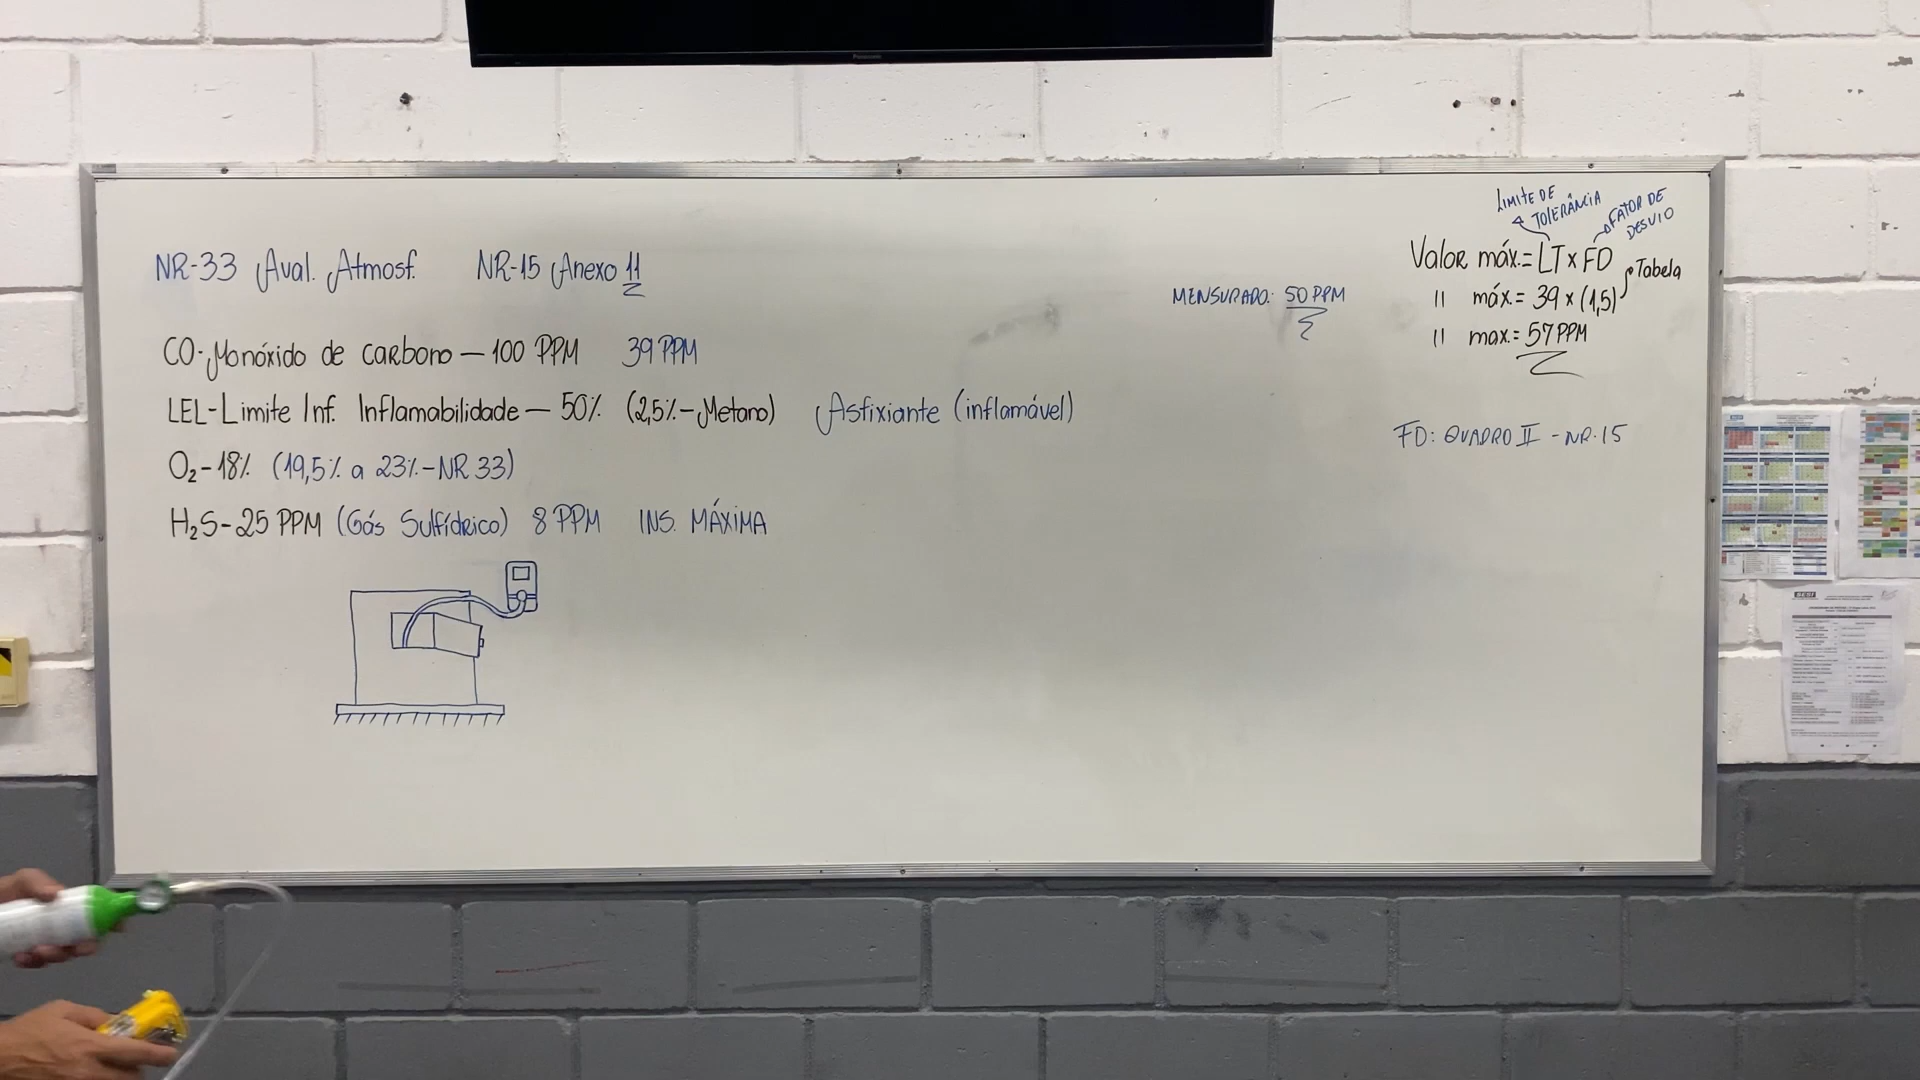 Panasonic
NR-33 Aval. Atmosf. NR-15 Anexo 11
CO-Monóxido de carbono — 100 PPM 39 PPM
LEL-Limite Inf. Inflamabilidade — 50% (2,5%-Metano) Asfixiante (inflamável)
O₂-18% (19,5% a 23%-NR 33)
H₂S-25 PPM (Gás Sulfídrico) 8 PPM INS. MÁXIMA
MENSURADO: 50 PPM
LIMITE DE
TOLERÂNCIA
FATOR DE
DESVIO
Valor máx.= LT x FD
Tabela
" máx.= 39 x (1,5)
" max.= 57 PPM
FD: QUADRO II - NR-15
SESI